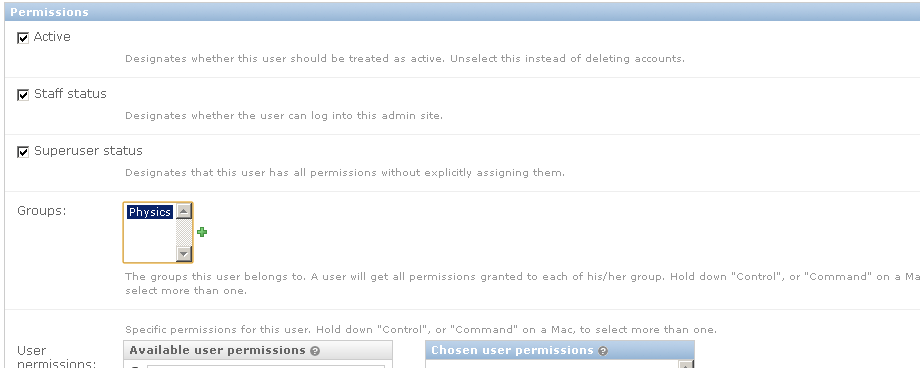 Permissions
Active
Designates whether this user should be treated as active. Unselect this instead of deleting accounts.
Staff status
Designates whether the user can log into this admin site.
Superuser status
Designates that this user has all permissions without explicitly assigning them.
Groups:
Physics
The groups this user belongs to. A user will get all permissions granted to each of his/her group. Hold down "Control", or "Command" on a Ma
select more than one.
Specific permissions for this user. Hold down "Control", or "Command" on a Mac, to select more than one.
User
permissions:
Available user permissions ?
Chosen user permissions ?